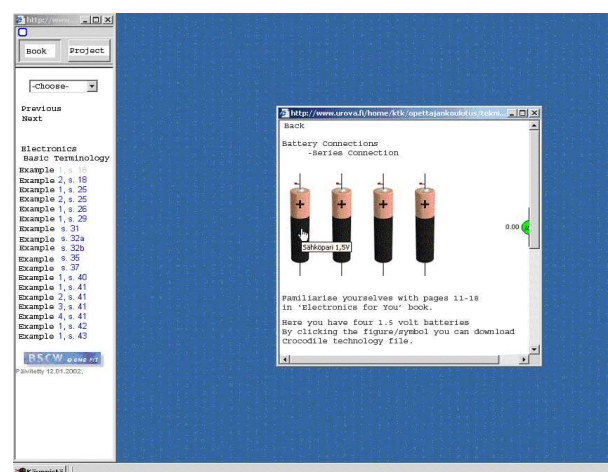 http://www.
Book
Project
-Choose-
Previous
Next
Electronics
Basic Terminology
Example 1, s. 18
Example 2, s. 18
Example 1, s. 25
Example 2, s. 25
Example 1, s. 26
Example 1, s. 29
Example s. 31
Example s. 32a
Example s. 32b
Example s. 35
Example s. 37
Example 1, s. 40
Example 1, s. 41
Example 2, s. 41
Example 3, s. 41
Example 4, s. 41
Example 1, s. 42
Example 1, s. 43
BSCW
Päivitetty 12.01.2002,
http://www.urova.fi/home/ktk/opettajankoulutus/tekni...
Back
Battery Connections
-Series Connection
+ + + +
0.00
Sähköpari 1,5V
Familiarise yourselves with pages 11-18
in 'Electronics for You' book.
Here you have four 1.5 volt batteries
By clicking the figure/symbol you can download
Crocodile technology file.
Käynnistä